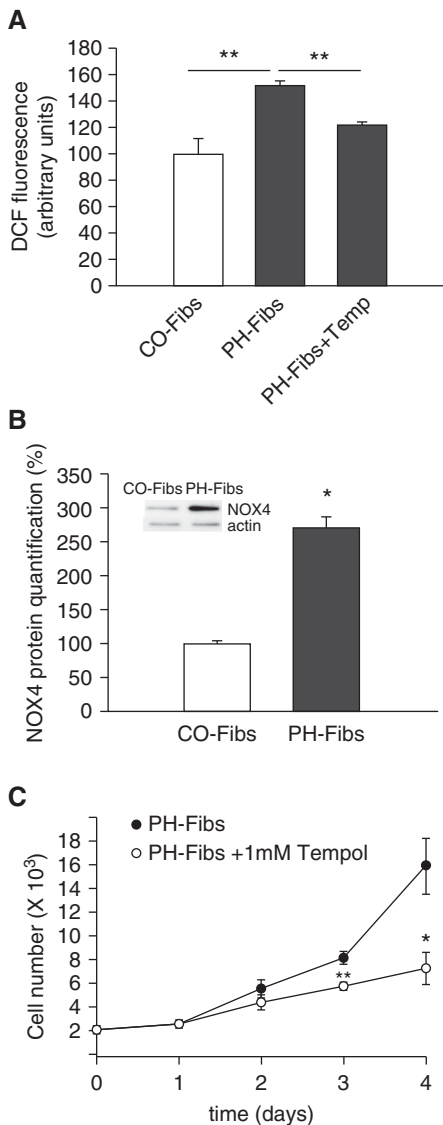 A
DCF fluorescence
(arbitrary units)
180
160
140
120
100
80
60
40
20
0
** **
CO-Fibs
PH-Fibs
PH-Fibs+Temp
B
NOX4 protein quantification (%)
350
300
250
200
150
100
50
0
CO-Fibs PH-Fibs
NOX4
actin
*
CO-Fibs PH-Fibs
C
Cell number (X 10³)
18
16
14
12
10
8
6
4
2
PH-Fibs
PH-Fibs +1mM Tempol
**
*
0 1 2 3 4
time (days)